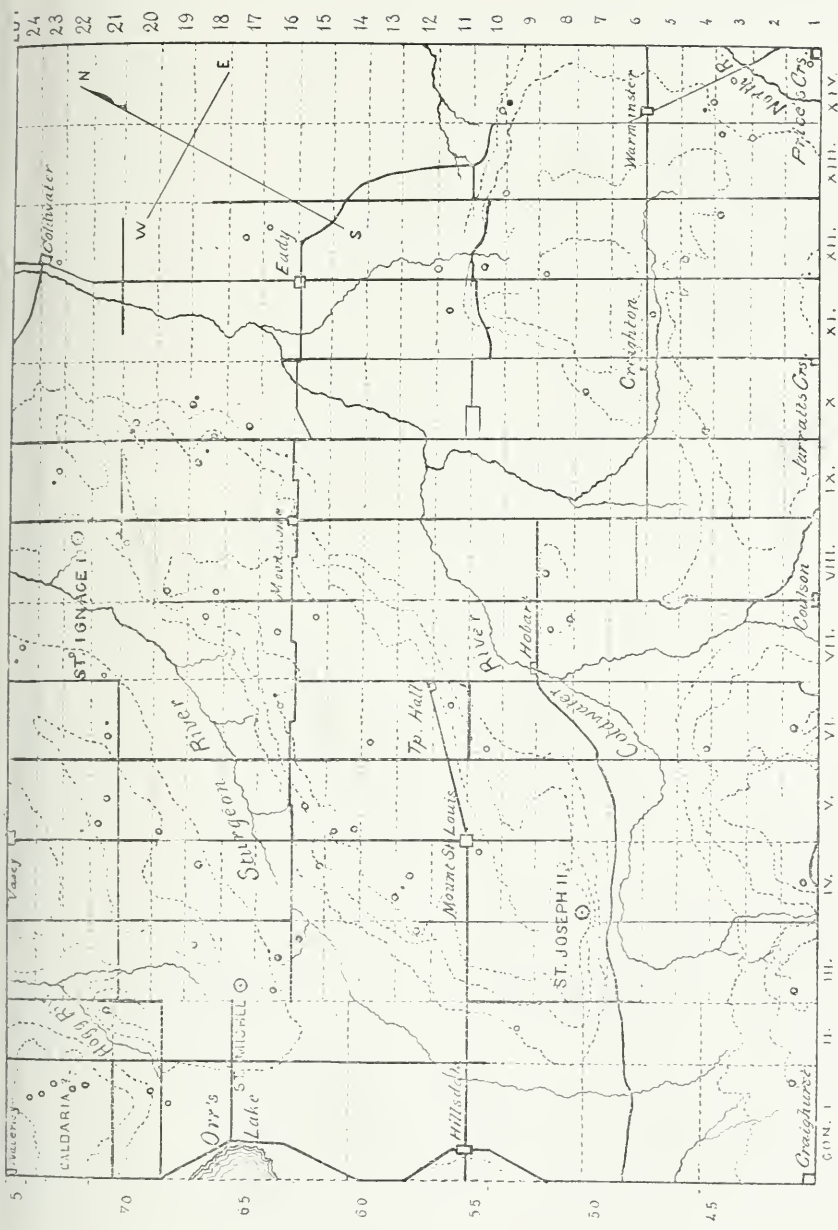 24
23
22
21
20
19
18
17
16
15
14
13
12
11
10
9
8
7
6
5
4
3
2
1
N
E
W
S
Coldwater
Eady
Warminster
North R
Price's Crs.
Creighton
Jarratts Crs.
ST. IGNACE I
Moonstone
River
Sturgeon
River
Coldwater
Hobart
Coulson
Tp Hall
Mount St. Louis
Vasey
ST. JOSEPH II.
Hogg R.
CALDARIA?
ST. MICHEL
Orr's
Lake
Hillsdale
Craighurst
CON. I
II.
III.
IV.
V.
VI.
VII.
VIII.
IX.
X
XI.
XII.
XIII.
XIV.
5
70
65
60
55
50
45